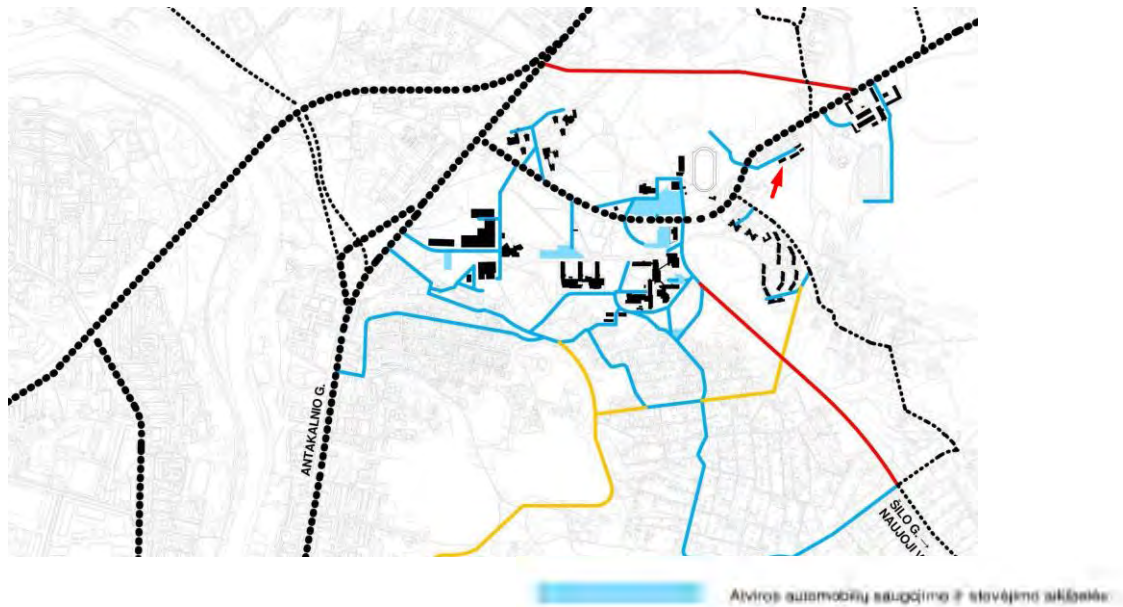 ANTAKALNIO G.
ŠILO G. →
NAUJOJI V
Atviros automobilių saugojimo ir stovėjimo aikštelės